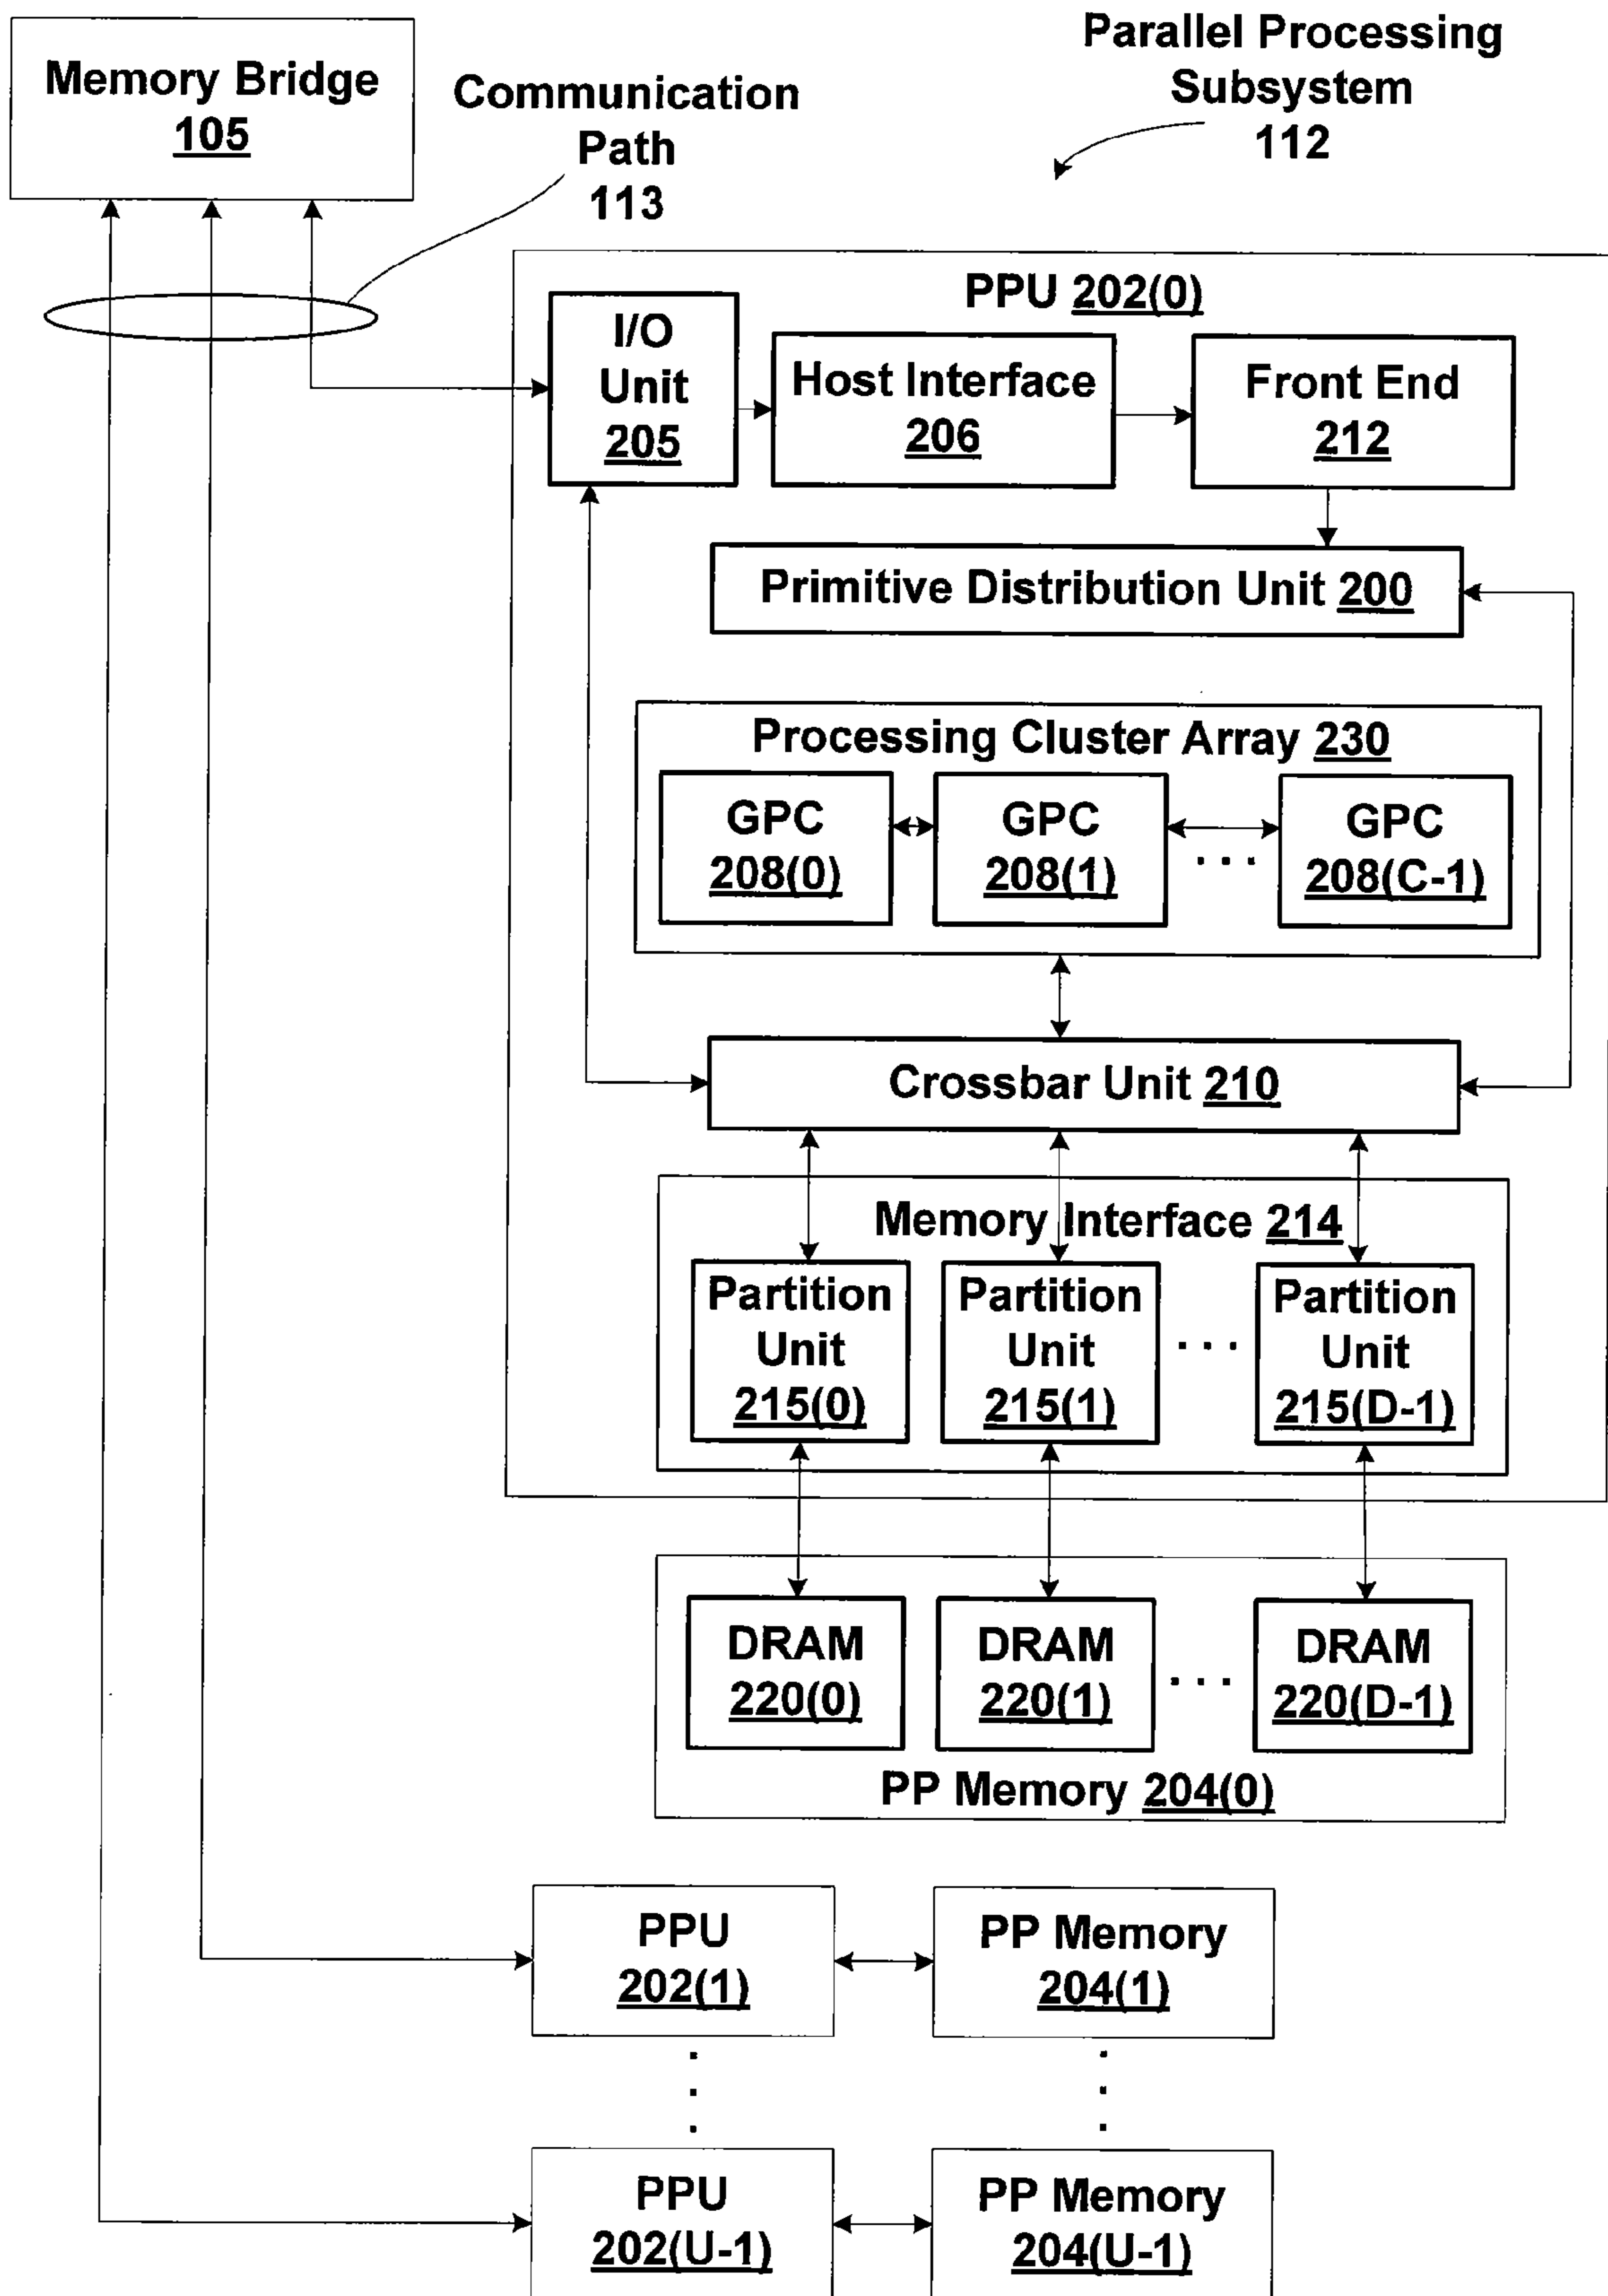 Memory Bridge
105
Communication
Path
113
Parallel Processing
Subsystem
112
PPU 202(0)
I/O
Unit
205
Host Interface
206
Front End
212
Primitive Distribution Unit 200
Processing Cluster Array 230
GPC
208(0)
GPC
208(1)
. . .
GPC
208(C-1)
Crossbar Unit 210
Memory Interface 214
Partition
Unit
215(0)
Partition
Unit
215(1)
. . .
Partition
Unit
215(D-1)
DRAM
220(0)
DRAM
220(1)
. . .
DRAM
220(D-1)
PP Memory 204(0)
PPU
202(1)
PP Memory
204(1)
PPU
202(U-1)
PP Memory
204(U-1)